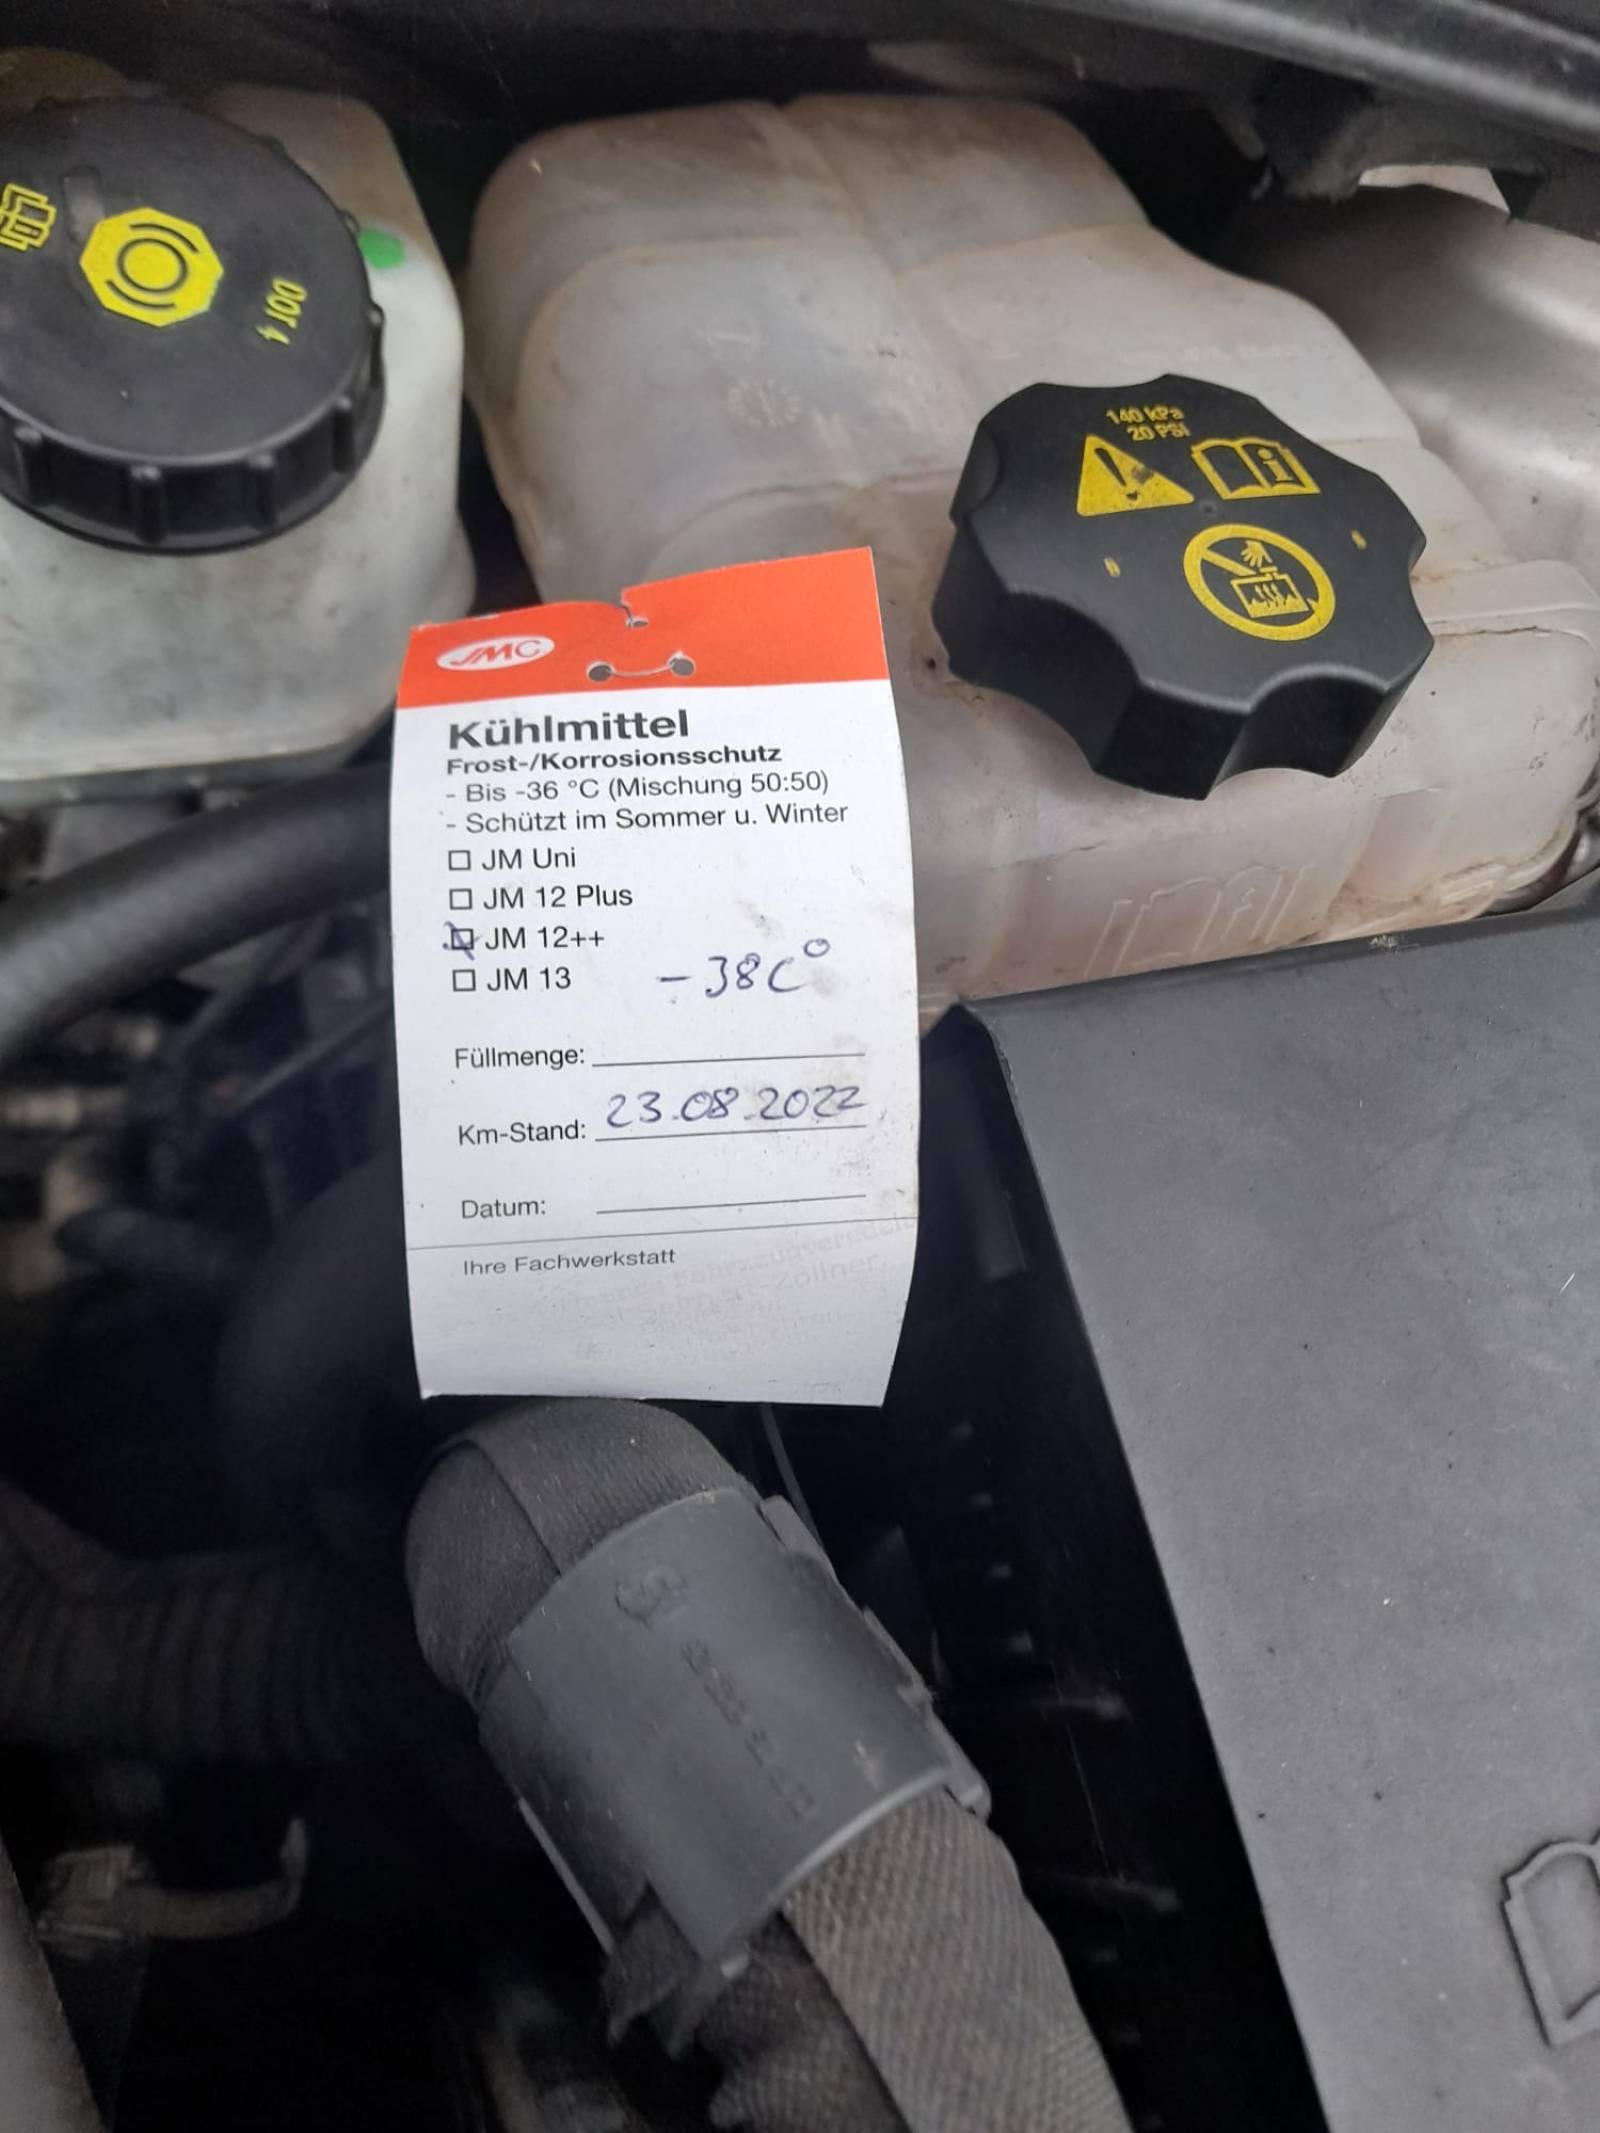 DOT 4
140 kPa
20 PSI
JMC
Kühlmittel
Frost-/Korrosionsschutz
- Bis -36 °C (Mischung 50:50)
- Schützt im Sommer u. Winter
JM Uni
JM 12 Plus
JM 12++
JM 13
-38C°
Füllmenge:
Km-Stand: 23.08.2022
Datum:
Ihre Fachwerkstatt